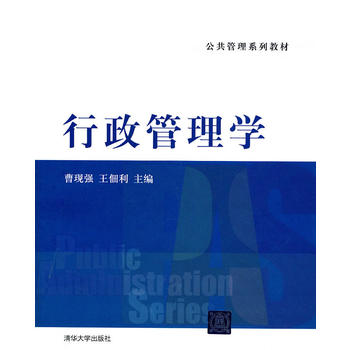 公共管理系列教材
行政管理学
曹现强 王佃利 主编
Public
Administration
Series
清华大学出版社